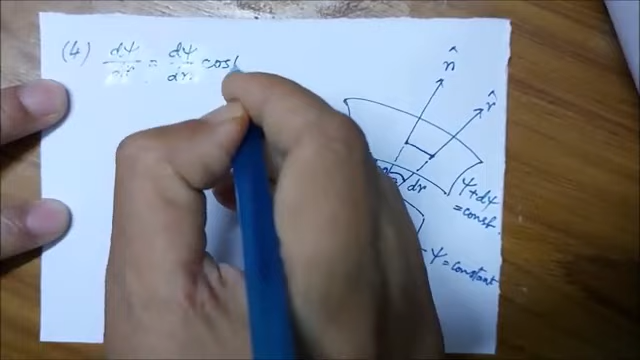 (4) dψ/dr = dψ/dn cos
n̂
r̂
dr
ψ+dψ
=const.
ψ=constant